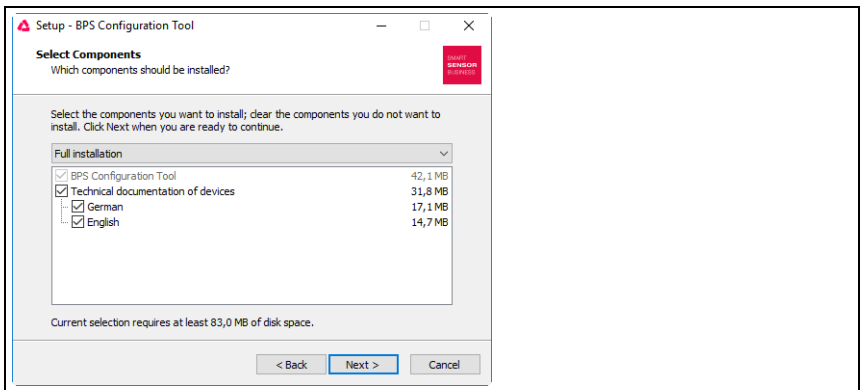 Setup - BPS Configuration Tool
Select Components
Which components should be installed?
SMART
SENSOR
BUSINESS
Select the components you want to install; clear the components you do not want to
install. Click Next when you are ready to continue.
Full installation
BPS Configuration Tool 42,1 MB
Technical documentation of devices 31,8 MB
German 17,1 MB
English 14,7 MB
Current selection requires at least 83,0 MB of disk space.
< Back Next > Cancel